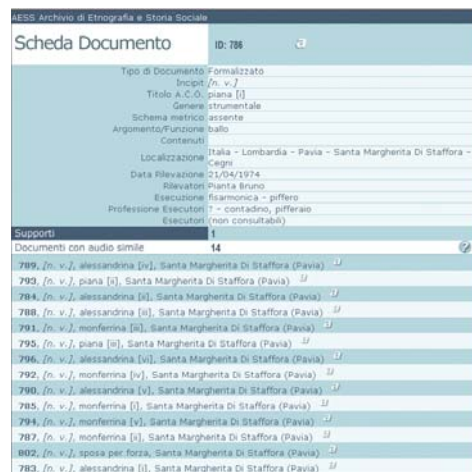 AESS Archivio di Etnografia e Storia Sociale
Scheda Documento ID: 786
Tipo di Documento Formalizzato
Incipit [n. v.]
Titolo A.C.O. piana [i]
Genere strumentale
Schema metrico assente
Argomento/Funzione ballo
Contenuti
Localizzazione Italia - Lombardia - Pavia - Santa Margherita Di Staffora - Cegni
Data Rilevazione 21/04/1974
Rilevatori Pianta Bruno
Esecuzione fisarmonica - piffero
Professione Esecutori ? - contadino, pifferaio
Esecutori (non consultabili)
Supporti 1
Documenti con audio simile 14
789, [n. v.], alessandrina [iv], Santa Margherita Di Staffora (Pavia)
793, [n. v.], piana [ii], Santa Margherita Di Staffora (Pavia)
784, [n. v.], alessandrina [ii], Santa Margherita Di Staffora (Pavia)
788, [n. v.], alessandrina [iii], Santa Margherita Di Staffora (Pavia)
791, [n. v.], monferrina [iii], Santa Margherita Di Staffora (Pavia)
795, [n. v.], piana [iii], Santa Margherita Di Staffora (Pavia)
796, [n. v.], alessandrina [vi], Santa Margherita Di Staffora (Pavia)
792, [n. v.], monferrina [iv], Santa Margherita Di Staffora (Pavia)
790, [n. v.], alessandrina [v], Santa Margherita Di Staffora (Pavia)
785, [n. v.], monferrina [i], Santa Margherita Di Staffora (Pavia)
794, [n. v.], monferrina [v], Santa Margherita Di Staffora (Pavia)
787, [n. v.], monferrina [ii], Santa Margherita Di Staffora (Pavia)
802, [n. v.], sposa per forza, Santa Margherita Di Staffora (Pavia)
783, [n. v.], alessandrina [i], Santa Margherita Di Staffora (Pavia)